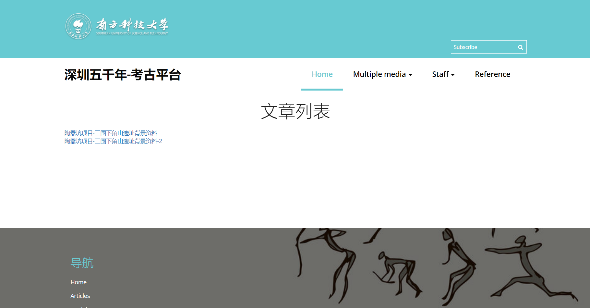 南方科技大学
Subscribe
深圳五千年-考古平台
Home
Multiple media
Staff
Reference
文章列表
导航
Home
Articles